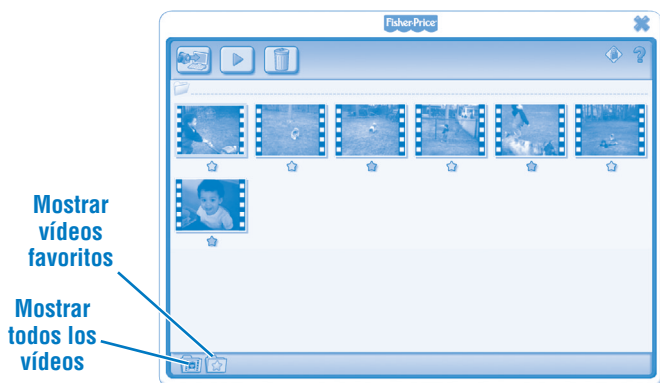 Fisher-Price
?
Mostrar
vídeos
favoritos
Mostrar
todos los
vídeos